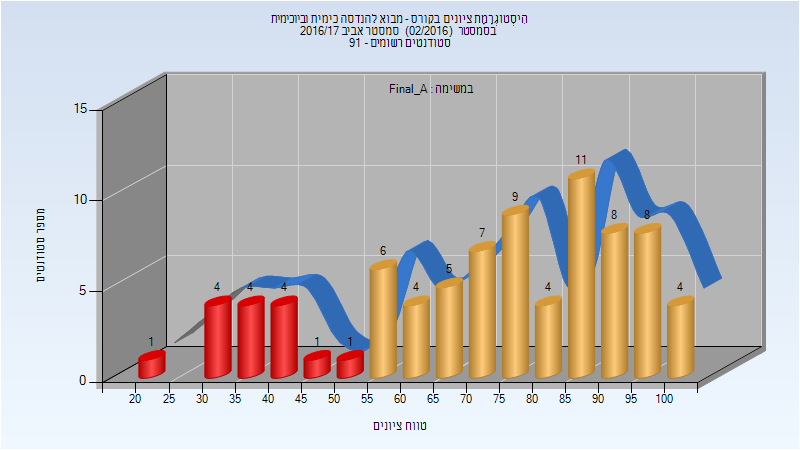 היסטוגרמת ציונים בקורס - מבוא להנדסה כימית וביוכימית
בסמסטר (02/2016) סמסטר אביב 2016/17
סטודנטים רשומים - 91
במשימה : Final_A
מספר סטודנטים
15
10
5
0
1 4 4 4 1 1 6 4 5 7 9 4 11 8 8 4
20 25 30 35 40 45 50 55 60 65 70 75 80 85 90 95 100
טווח ציונים